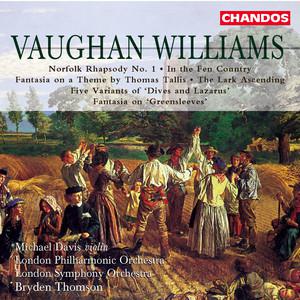 CHANDOS
VAUGHAN WILLIAMS
Norfolk Rhapsody No. 1 • In the Fen Country
Fantasia on a Theme by Thomas Tallis • The Lark Ascending
Five Variants of ‘Dives and Lazarus’
Fantasia on ‘Greensleeves’
Michael Davis violin
London Philharmonic Orchestra
London Symphony Orchestra
Bryden Thomson